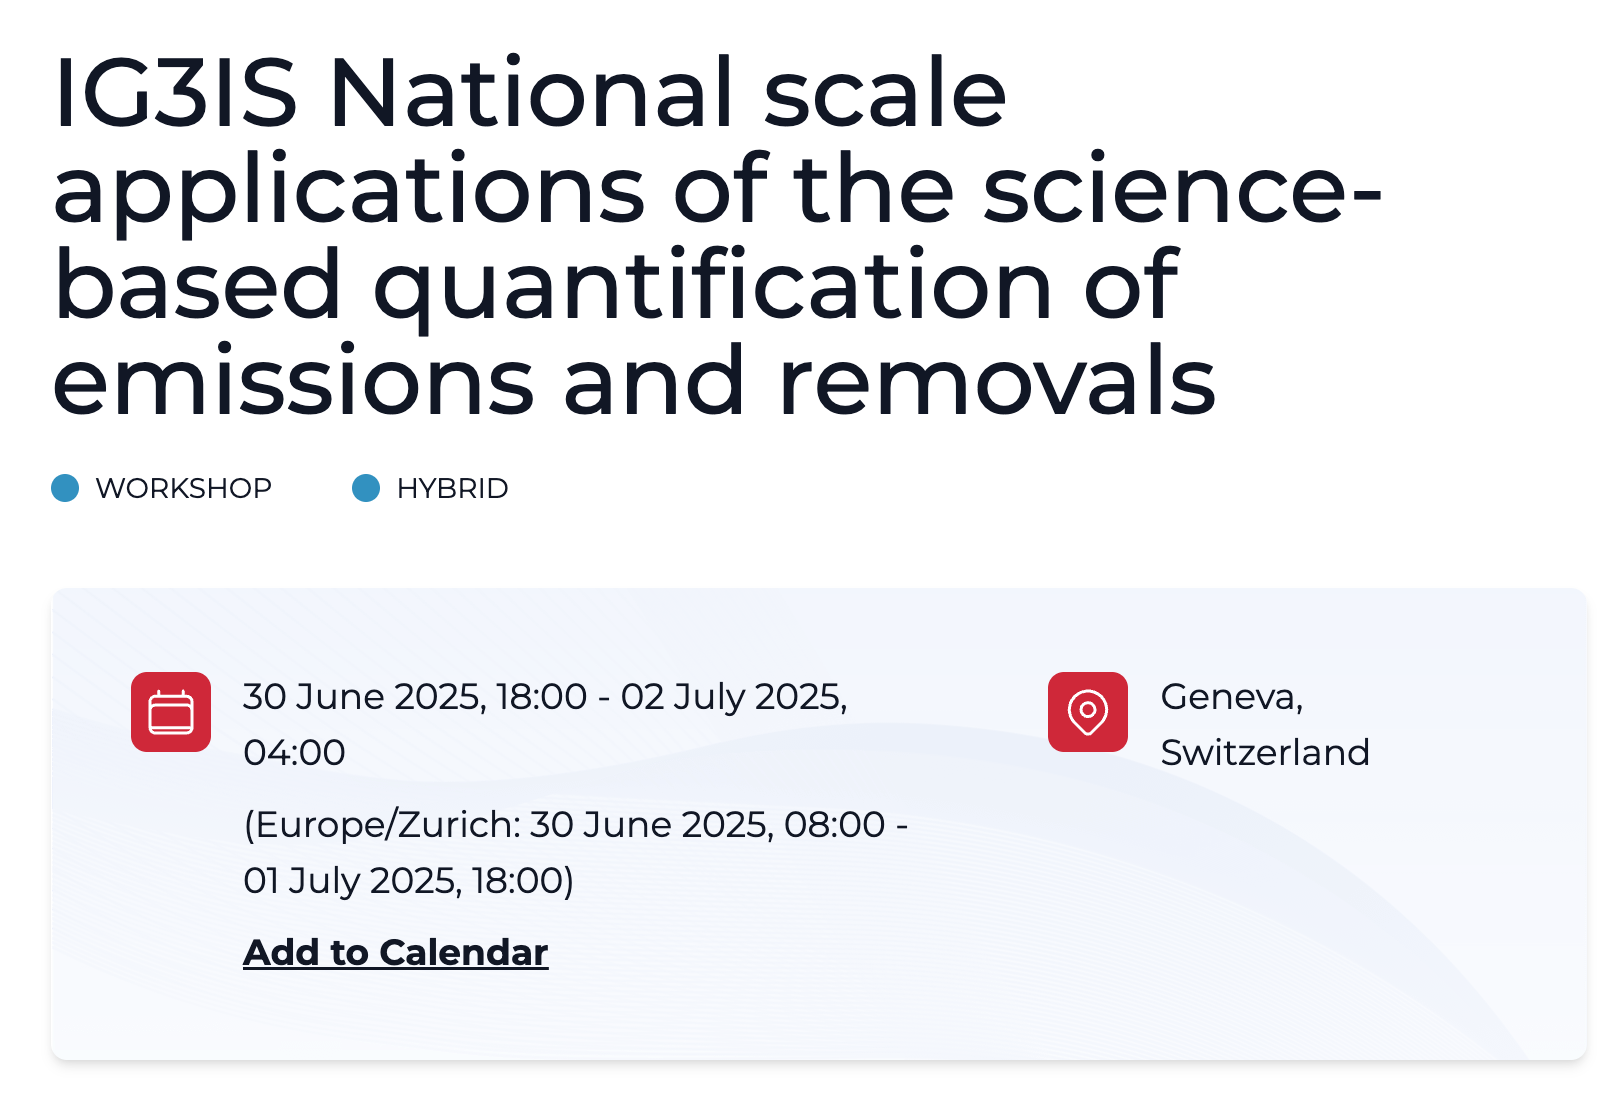 IG3IS National scale
applications of the science-
based quantification of
emissions and removals
WORKSHOP
HYBRID
30 June 2025, 18:00 - 02 July 2025,
04:00
(Europe/Zurich: 30 June 2025, 08:00 -
01 July 2025, 18:00)
Add to Calendar
Geneva,
Switzerland